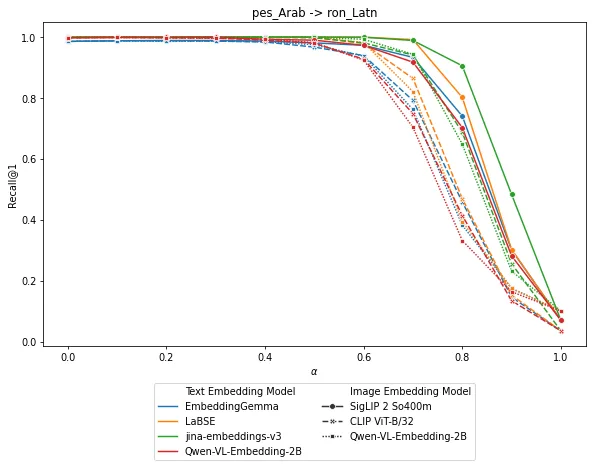 pes_Arab -> ron_Latn
1.0
0.8
0.6
0.4
0.2
0.0
Recall@1
0.0 0.2 0.4 0.6 0.8 1.0
α
Text Embedding Model Image Embedding Model
EmbeddingGemma SigLIP 2 So400m
LaBSE CLIP ViT-B/32
jina-embeddings-v3 Qwen-VL-Embedding-2B
Qwen-VL-Embedding-2B